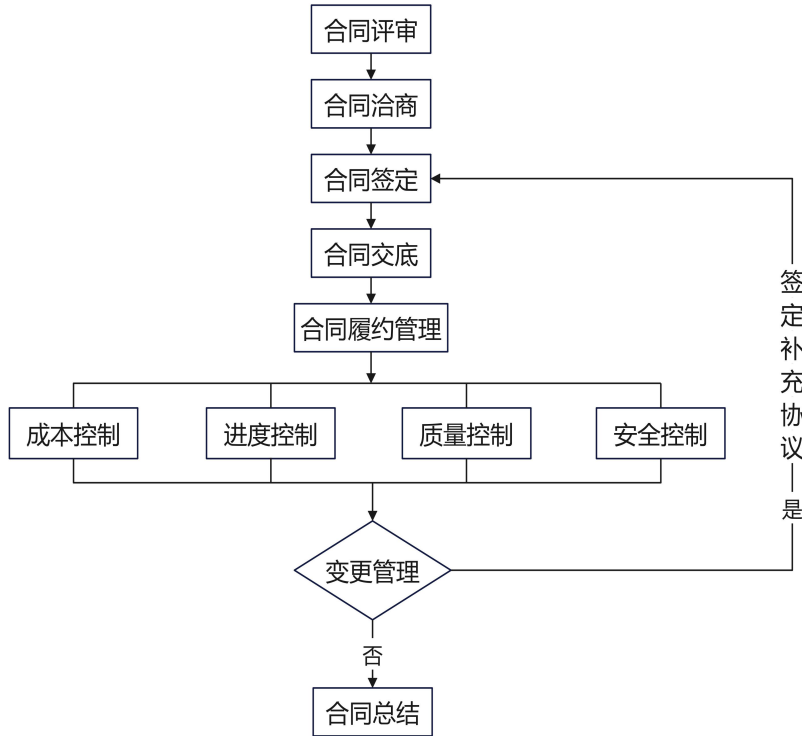 合同评审
合同洽商
合同签定
合同交底
合同履约管理
成本控制
进度控制
质量控制
安全控制
变更管理
签定补充协议
是
否
合同总结